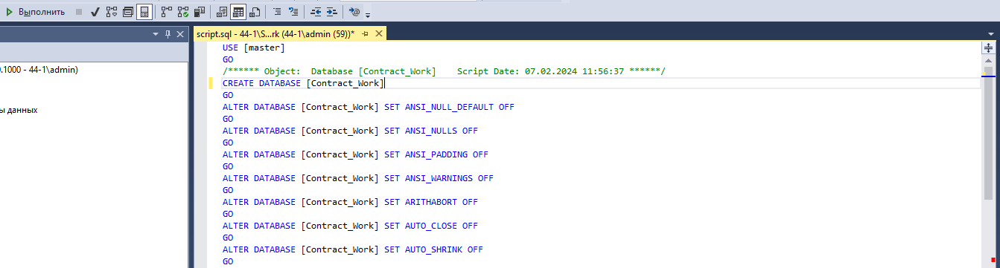 Выполнить
script.sql - 44-1\S...rk (44-1\admin (59))*
0.1000 - 44-1\admin)
ы данных
USE [master]
GO
/****** Object:  Database [Contract_Work]    Script Date: 07.02.2024 11:56:37 ******/
CREATE DATABASE [Contract_Work]
GO
ALTER DATABASE [Contract_Work] SET ANSI_NULL_DEFAULT OFF
GO
ALTER DATABASE [Contract_Work] SET ANSI_NULLS OFF
GO
ALTER DATABASE [Contract_Work] SET ANSI_PADDING OFF
GO
ALTER DATABASE [Contract_Work] SET ANSI_WARNINGS OFF
GO
ALTER DATABASE [Contract_Work] SET ARITHABORT OFF
GO
ALTER DATABASE [Contract_Work] SET AUTO_CLOSE OFF
GO
ALTER DATABASE [Contract_Work] SET AUTO_SHRINK OFF
GO